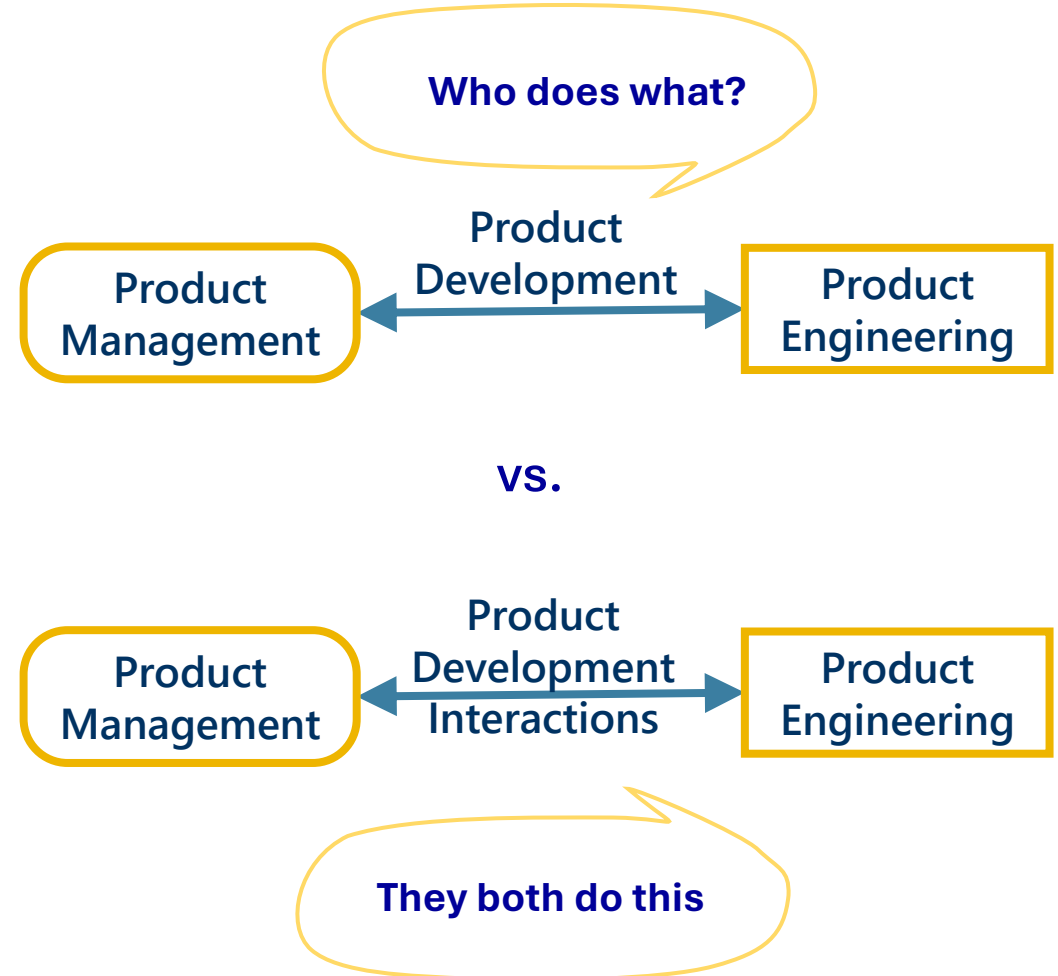 Who does what?
Product
Development
Product
Management
Product
Engineering
vs.
Product
Development
Interactions
Product
Management
Product
Engineering
They both do this